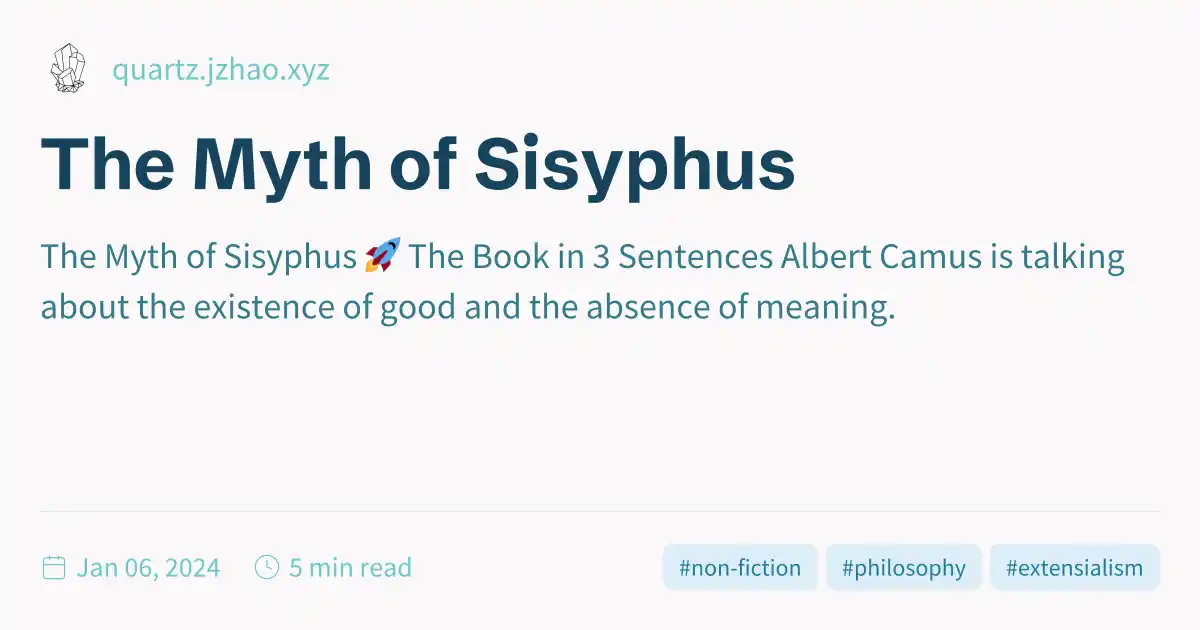 quartz.jzhao.xyz
The Myth of Sisyphus
The Myth of Sisyphus 🚀 The Book in 3 Sentences Albert Camus is talking
about the existence of good and the absence of meaning.
Jan 06, 2024 5 min read #non-fiction #philosophy #extensialism